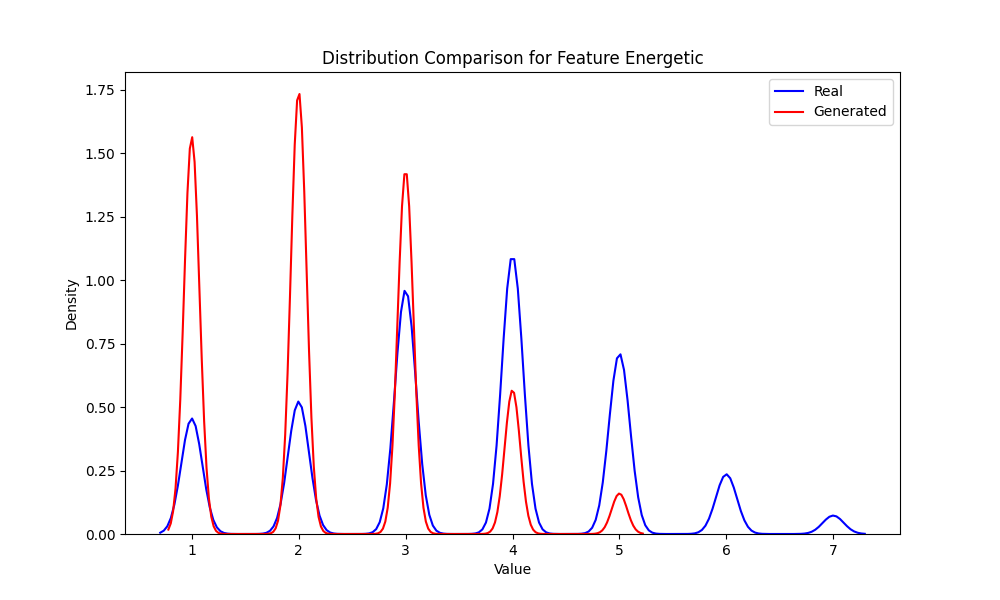 Distribution Comparison for Feature Energetic
Real
Generated
1.75
1.50
1.25
1.00
0.75
0.50
0.25
0.00
Density
1 2 3 4 5 6 7
Value